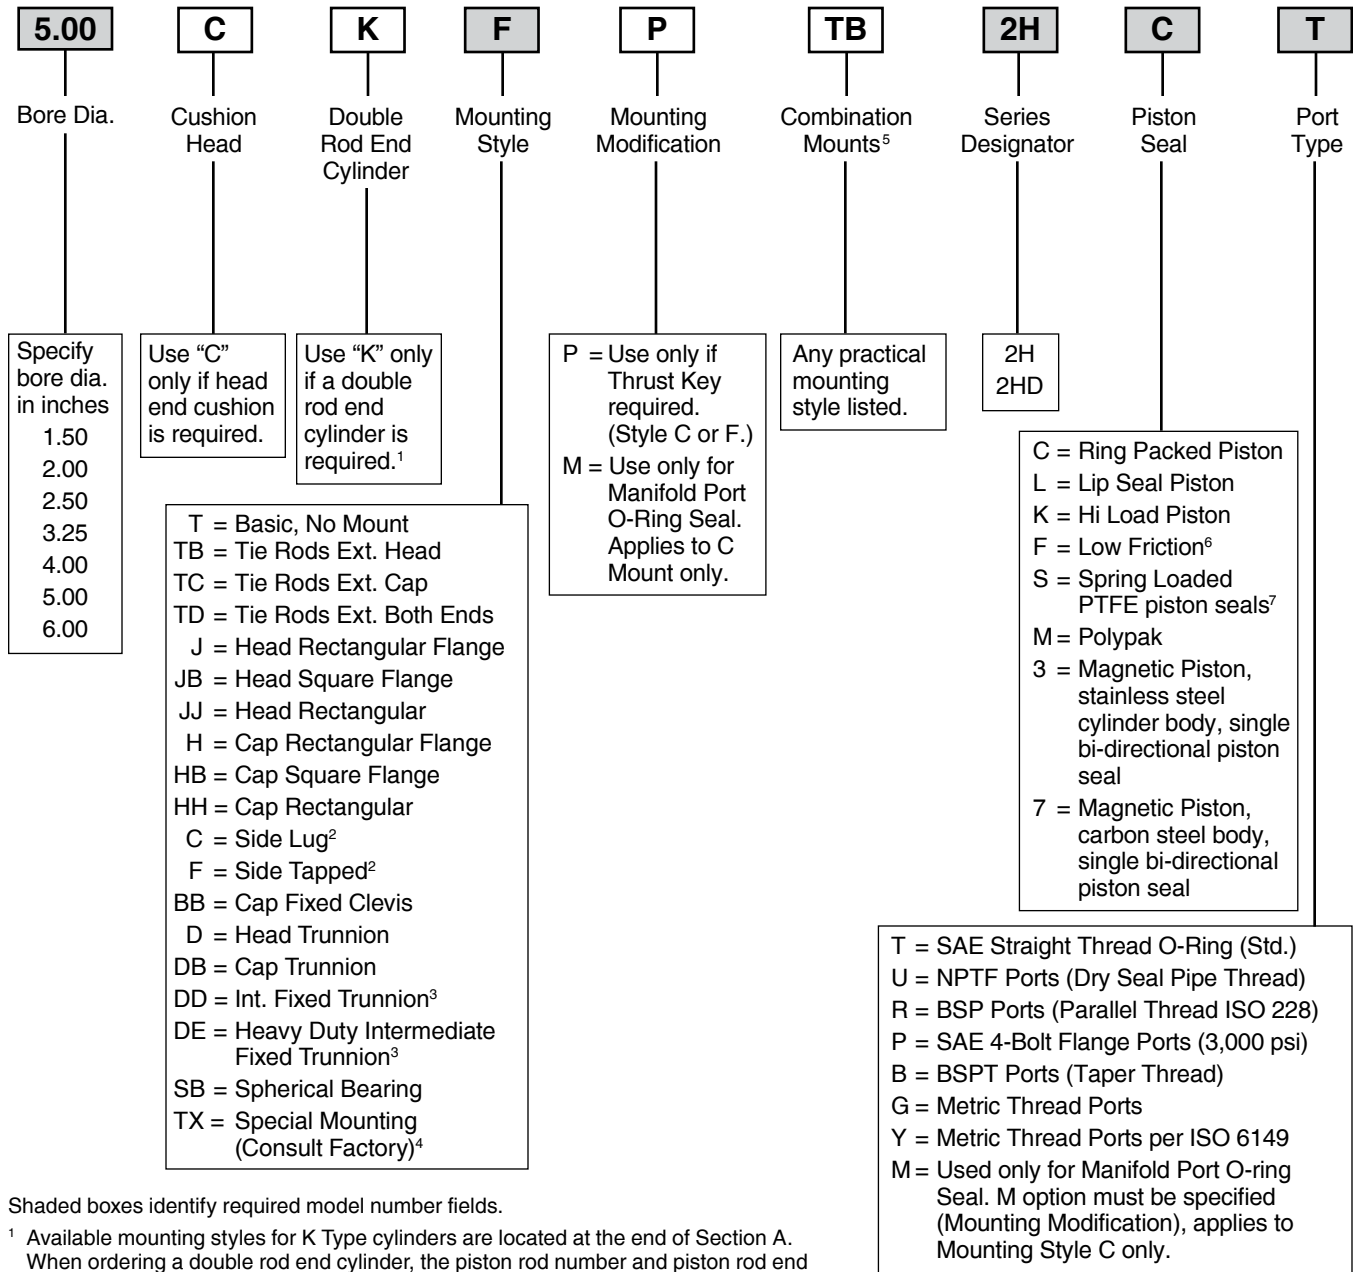 5.00 C K F P TB 2H C T
Bore Dia.
Cushion
Head
Double
Rod End
Cylinder
Mounting
Style
Mounting
Modification
Combination
Mounts⁵
Series
Designator
Piston
Seal
Port
Type
Specify
bore dia.
in inches
1.50
2.00
2.50
3.25
4.00
5.00
6.00
Use “C”
only if head
end cushion
is required.
Use “K” only
if a double
rod end
cylinder is
required.¹
T = Basic, No Mount
TB = Tie Rods Ext. Head
TC = Tie Rods Ext. Cap
TD = Tie Rods Ext. Both Ends
J = Head Rectangular Flange
JB = Head Square Flange
JJ = Head Rectangular
H = Cap Rectangular Flange
HB = Cap Square Flange
HH = Cap Rectangular
C = Side Lug²
F = Side Tapped²
BB = Cap Fixed Clevis
D = Head Trunnion
DB = Cap Trunnion
DD = Int. Fixed Trunnion³
DE = Heavy Duty Intermediate
Fixed Trunnion³
SB = Spherical Bearing
TX = Special Mounting
(Consult Factory)⁴
P = Use only if
Thrust Key
required.
(Style C or F.)
M = Use only for
Manifold Port
O-Ring Seal.
Applies to C
Mount only.
Any practical
mounting
style listed.
2H
2HD
C = Ring Packed Piston
L = Lip Seal Piston
K = Hi Load Piston
F = Low Friction⁶
S = Spring Loaded
PTFE piston seals⁷
M = Polypak
3 = Magnetic Piston,
stainless steel
cylinder body, single
bi-directional piston
seal
7 = Magnetic Piston,
carbon steel body,
single bi-directional
piston seal
T = SAE Straight Thread O-Ring (Std.)
U = NPTF Ports (Dry Seal Pipe Thread)
R = BSP Ports (Parallel Thread ISO 228)
P = SAE 4-Bolt Flange Ports (3,000 psi)
B = BSPT Ports (Taper Thread)
G = Metric Thread Ports
Y = Metric Thread Ports per ISO 6149
M = Used only for Manifold Port O-ring
Seal. M option must be specified
(Mounting Modification), applies to
Mounting Style C only.
Shaded boxes identify required model number fields.
¹ Available mounting styles for K Type cylinders are located at the end of Section A.
When ordering a double rod end cylinder, the piston rod number and piston rod end